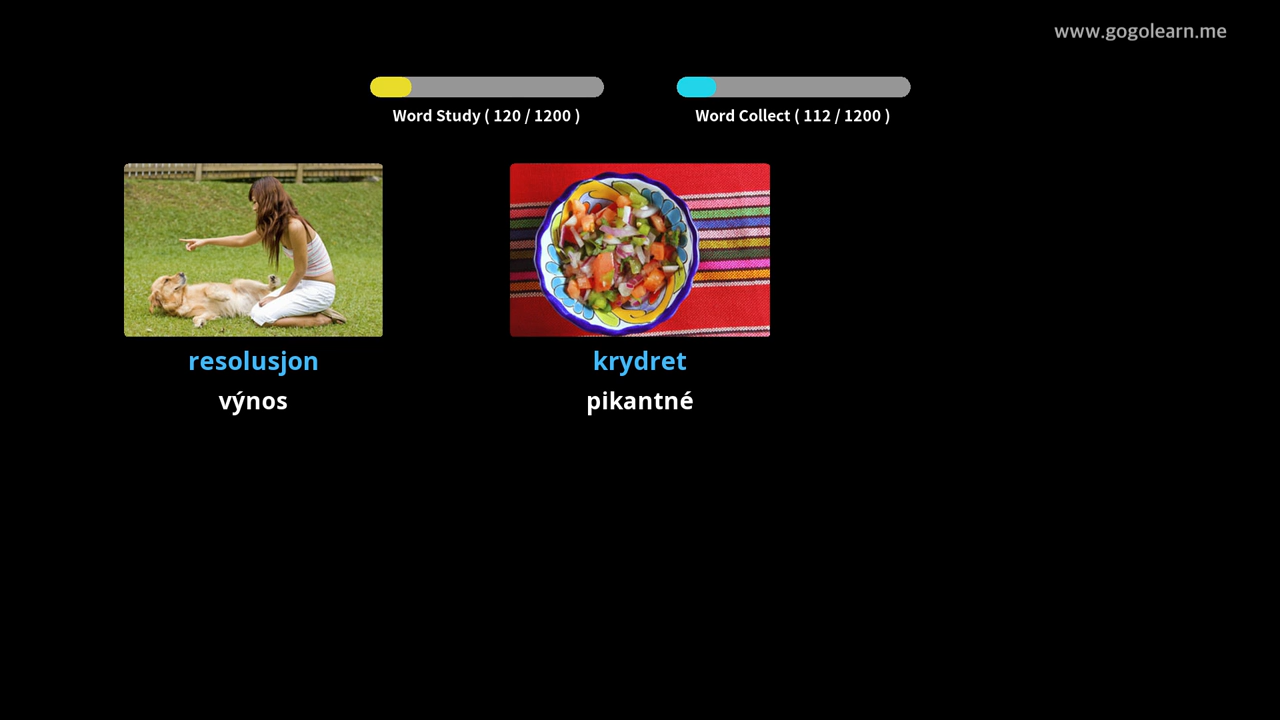 www.gogolearn.me
Word Study ( 120 / 1200 )
Word Collect ( 112 / 1200 )
resolusjon
výnos
krydret
pikantné